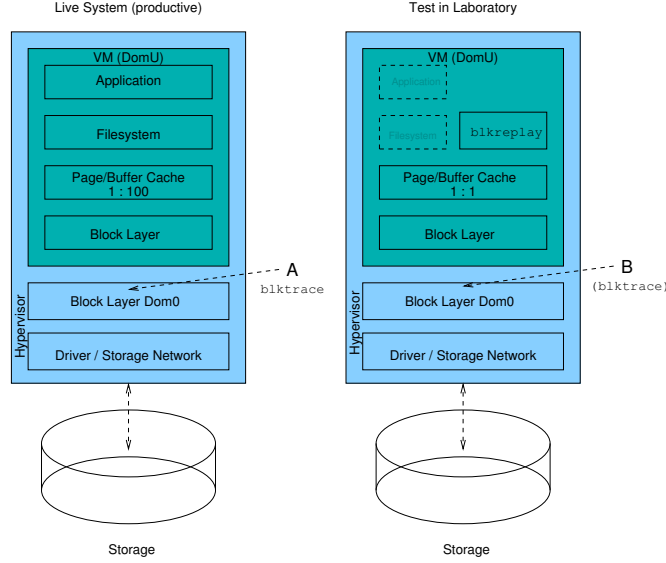 Live System (productive)
VM (DomU)
Application
Filesystem
Page/Buffer Cache
1 : 100
Block Layer
A
blktrace
Hypervisor
Block Layer Dom0
Driver / Storage Network
Storage
Test in Laboratory
VM (DomU)
Application
Filesystem
blkreplay
Page/Buffer Cache
1 : 1
Block Layer
B
(blktrace)
Hypervisor
Block Layer Dom0
Driver / Storage Network
Storage